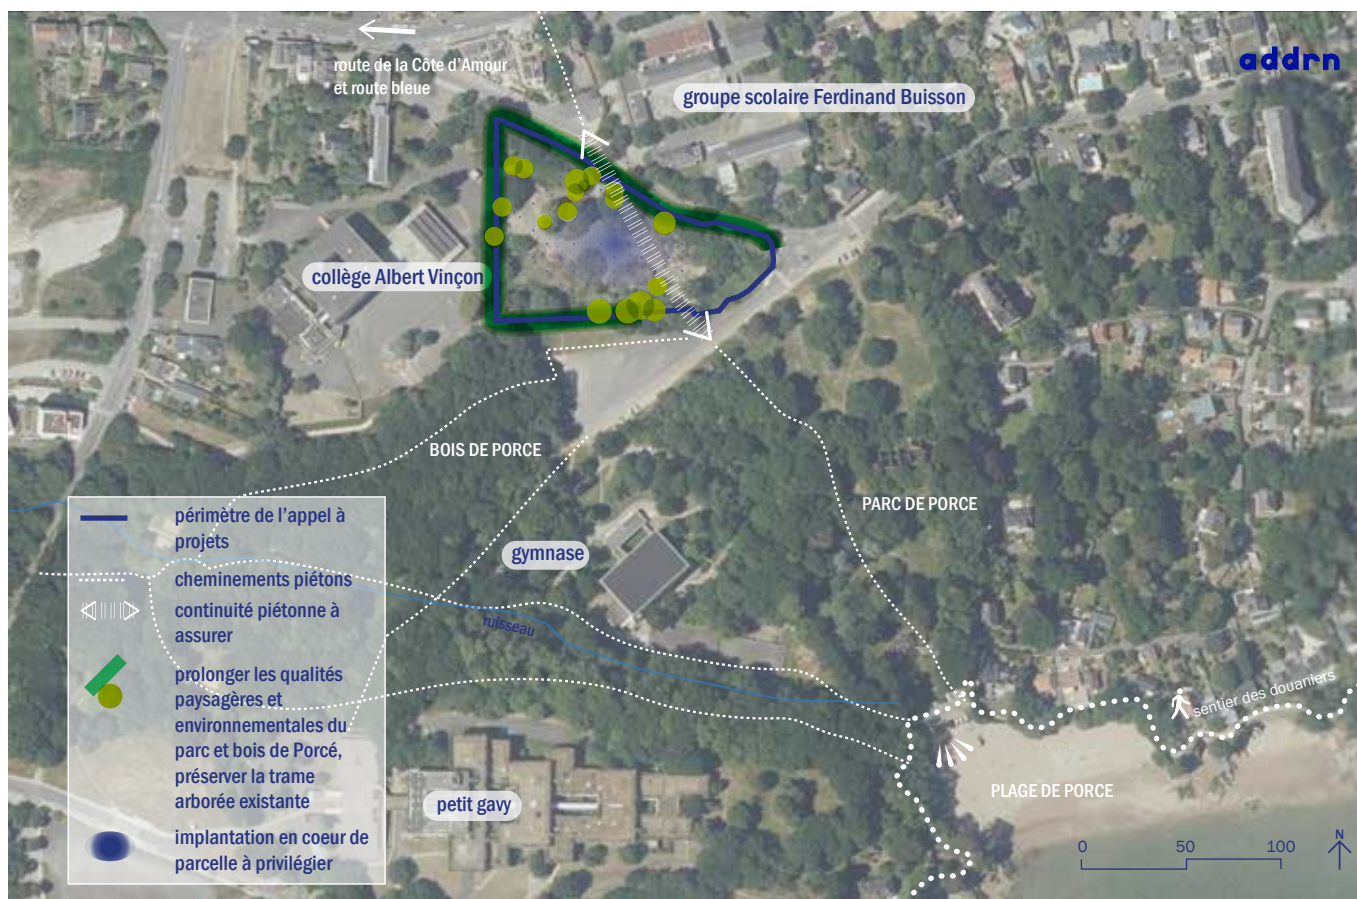 route de la Côte d'Amour
et route bleue
addrn
groupe scolaire Ferdinand Buisson
collège Albert Vinçon
BOIS DE PORCE
PARC DE PORCE
gymnase
ruisseau
sentier des douaniers
PLAGE DE PORCE
petit gavy
périmètre de l'appel à
projets
cheminements piétons
continuité piétonne à
assurer
prolonger les qualités
paysagères et
environnementales du
parc et bois de Porcé,
préserver la trame
arborée existante
implantation en coeur de
parcelle à privilégier
0 50 100
N